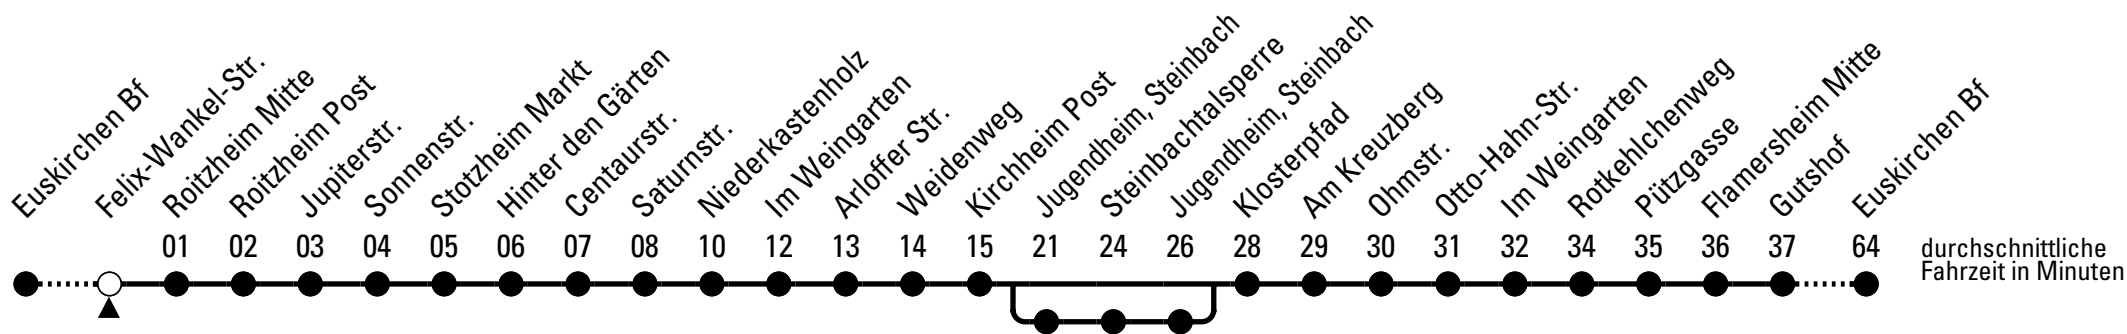 Euskirchen Bf
Felix-Wankel-Str.
Roitzheim Mitte
Roitzheim Post
Jupiterstr.
Sonnenstr.
Stotzheim Markt
Hinter den Gärten
Centaurstr.
Saturnstr.
Niederkastenholz
Im Weingarten
Arloffer Str.
Weidenweg
Kirchheim Post
Jugendheim, Steinbach
Steinbachtalsperre
Jugendheim, Steinbach
Klosterpfad
Am Kreuzberg
Ohmstr.
Otto-Hahn-Str.
Im Weingarten
Rotkehlchenweg
Pützgasse
Flamersheim Mitte
Gutshof
Euskirchen Bf
01 02 03 04 05 06 07 08 10 12 13 14 15 21 24 26 28 29 30 31 32 34 35 36 37 64
durchschnittliche
Fahrzeit in Minuten